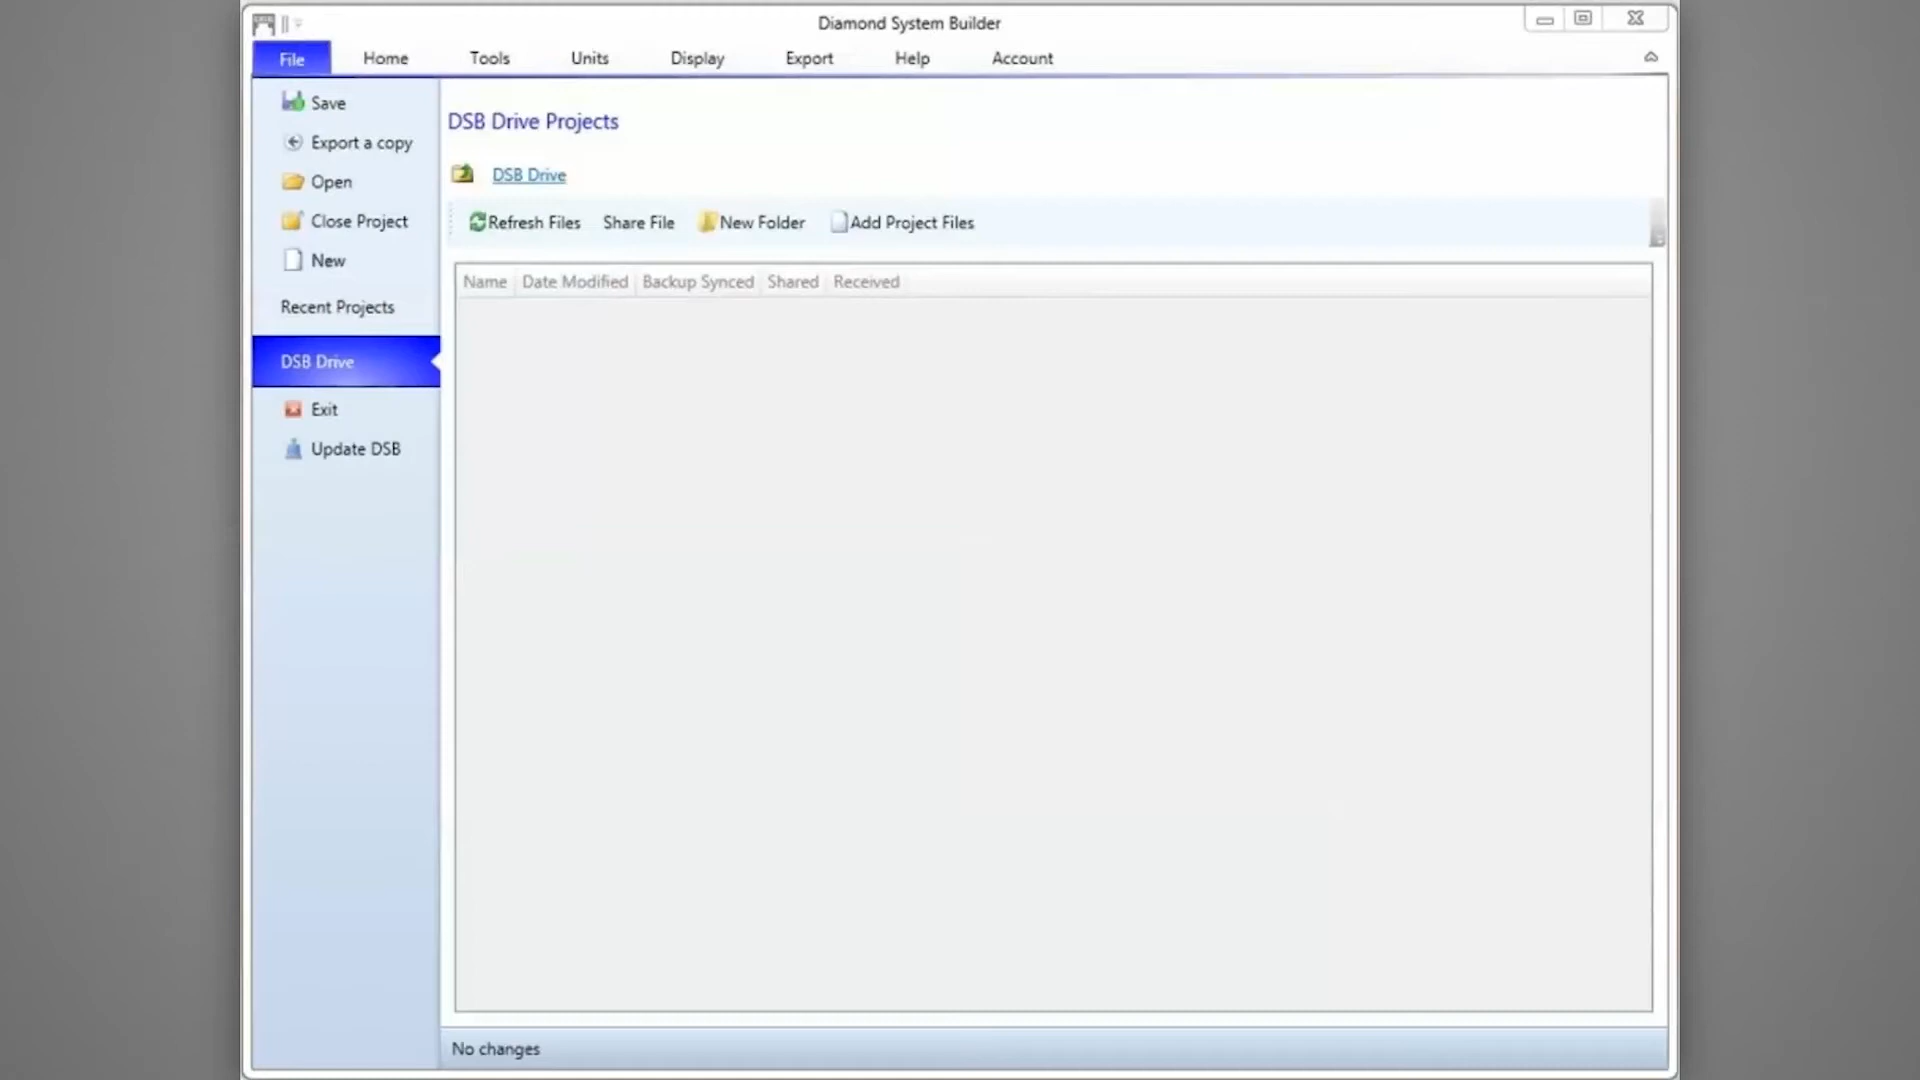 Diamond System Builder
File Home Tools Units Display Export Help Account
Save
Export a copy
Open
Close Project
New
Recent Projects
DSB Drive
Exit
Update DSB
DSB Drive Projects
DSB Drive
Refresh Files Share File New Folder Add Project Files
Name Date Modified Backup Synced Shared Received
No changes